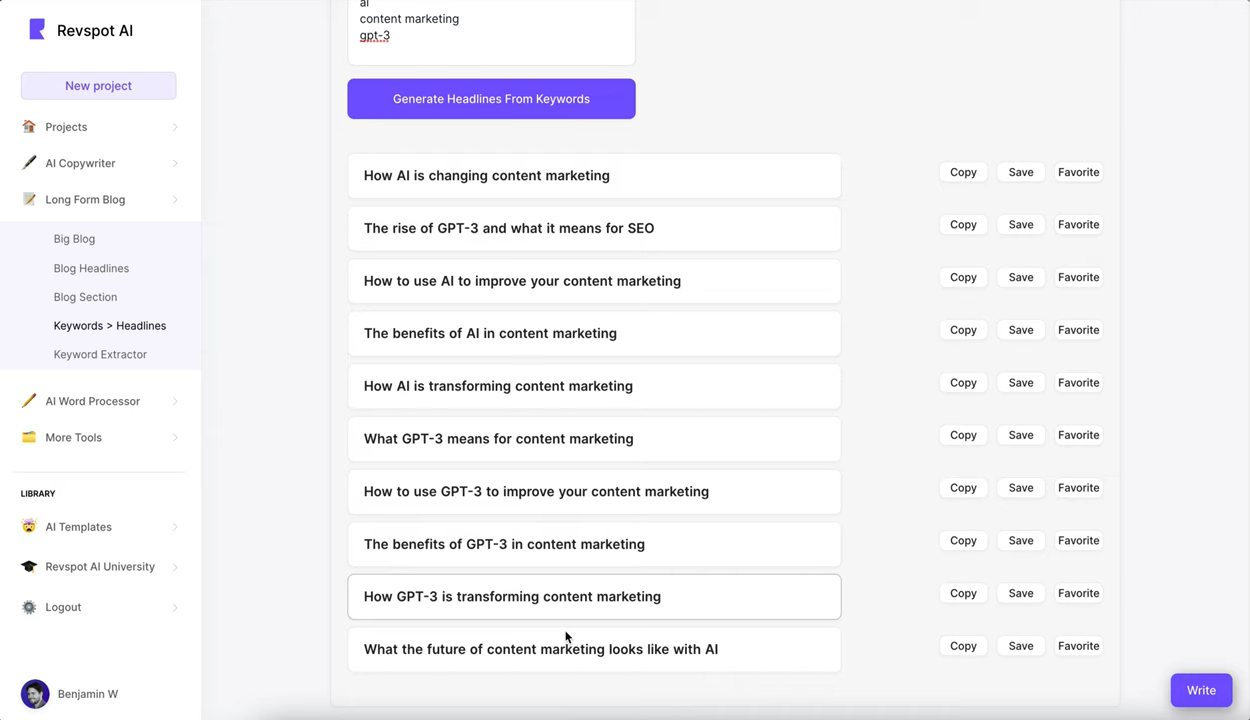 Revspot AI
New project
Projects
AI Copywriter
Long Form Blog
Big Blog
Blog Headlines
Blog Section
Keywords > Headlines
Keyword Extractor
AI Word Processor
More Tools
LIBRARY
AI Templates
Revspot AI University
Logout
Benjamin W
ai
content marketing
gpt-3
Generate Headlines From Keywords
How AI is changing content marketing Copy Save Favorite
The rise of GPT-3 and what it means for SEO Copy Save Favorite
How to use AI to improve your content marketing Copy Save Favorite
The benefits of AI in content marketing Copy Save Favorite
How AI is transforming content marketing Copy Save Favorite
What GPT-3 means for content marketing Copy Save Favorite
How to use GPT-3 to improve your content marketing Copy Save Favorite
The benefits of GPT-3 in content marketing Copy Save Favorite
How GPT-3 is transforming content marketing Copy Save Favorite
What the future of content marketing looks like with AI Copy Save Favorite
Write